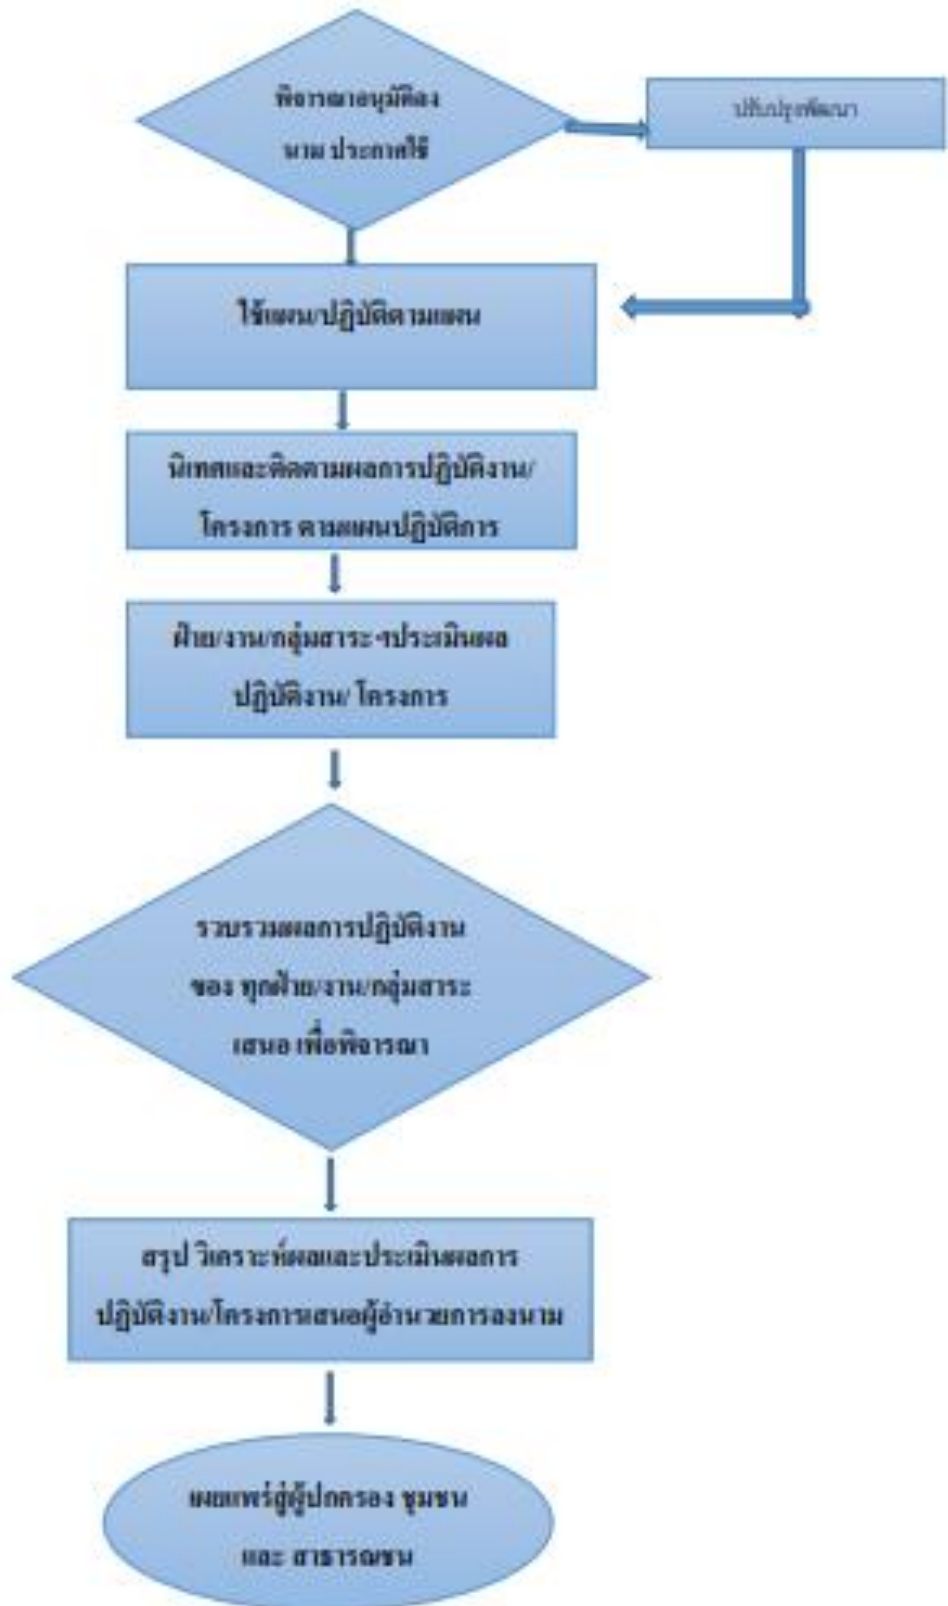 พิจารณาอนุมัติลง
นาม ประกาศใช้
ปรับปรุงพัฒนา
ใช้แผน/ปฏิบัติตามแผน
นิเทศและติดตามผลการปฏิบัติงาน/
โครงการ ตามแผนปฏิบัติการ
ฝ่าย/งาน/กลุ่มสาระฯประเมินผล
ปฏิบัติงาน/ โครงการ
รวบรวมผลการปฏิบัติงาน
ของ ทุกฝ่าย/งาน/กลุ่มสาระ
เสนอ เพื่อพิจารณา
สรุป วิเคราะห์ผลและประเมินผลการ
ปฏิบัติงาน/โครงการเสนอผู้อำนวยการลงนาม
เผยแพร่สู่ผู้ปกครอง ชุมชน
และ สาธารณชน